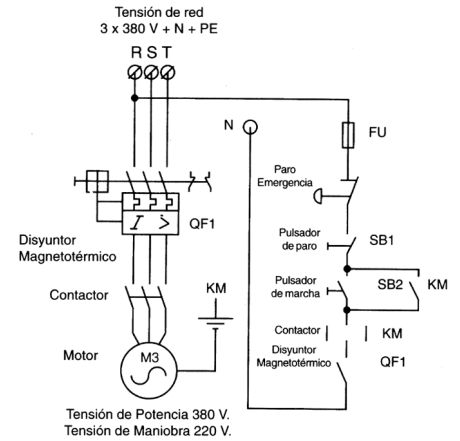 Tensión de red
3 x 380 V + N + PE
R S T
N
FU
Paro
Emergencia
I >
QF1
Pulsador
de paro
SB1
Disyuntor
Magnetotérmico
Pulsador
de marcha
SB2
KM
Contactor
KM
Contactor
KM
Disyuntor
Magnetotérmico
QF1
Motor
M3
Tensión de Potencia 380 V.
Tensión de Maniobra 220 V.